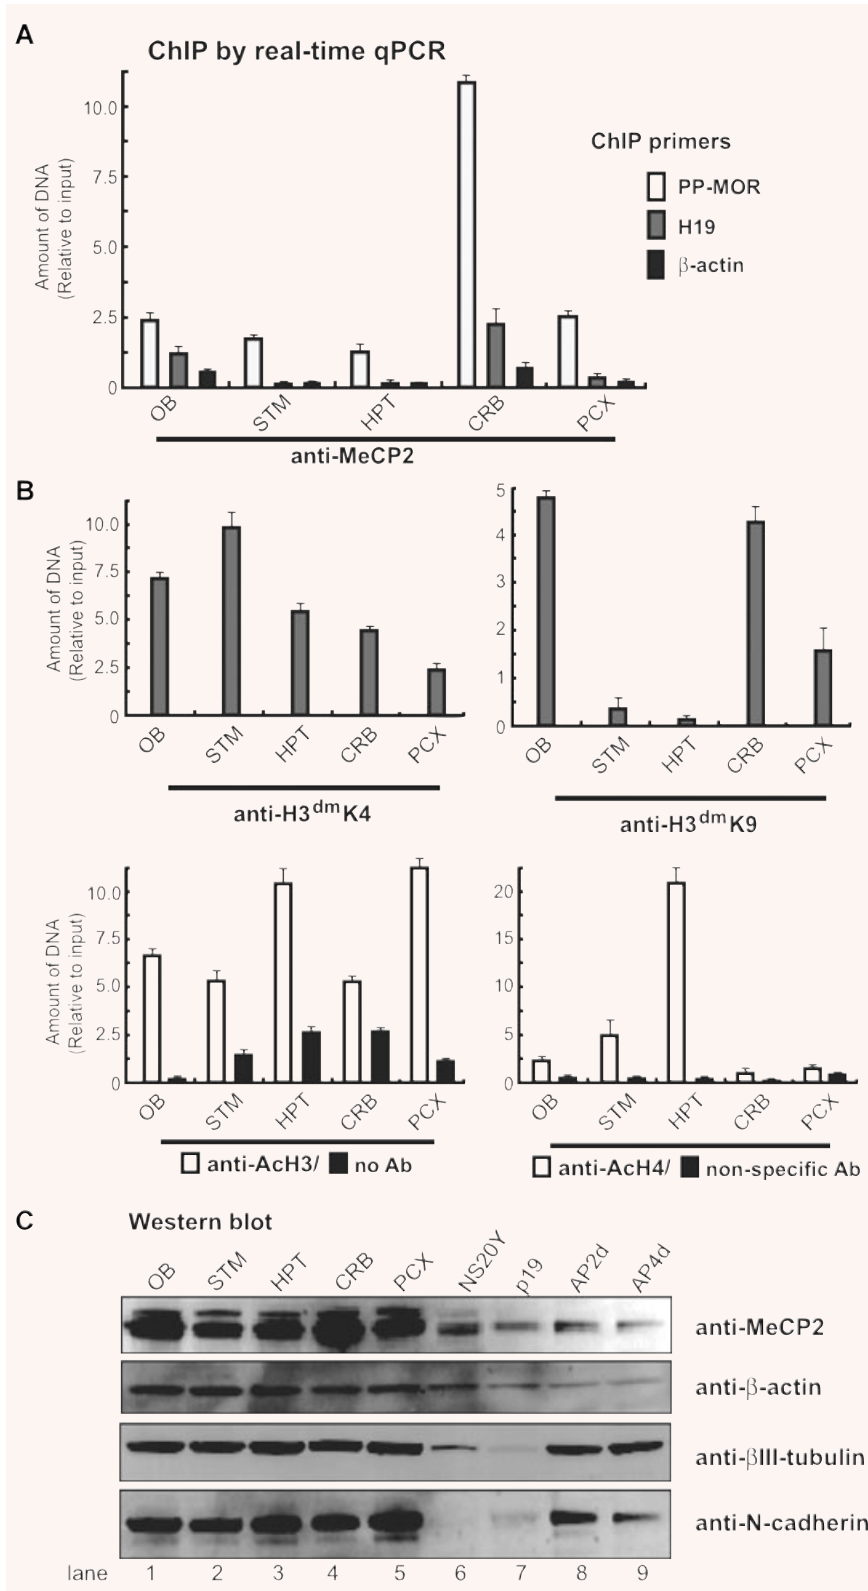 A
ChIP by real-time qPCR
Amount of DNA
(Relative to input)
10.0
7.5
5.0
2.5
0
ChIP primers
PP-MOR
H19
β-actin
OB STM HPT CRB PCX
anti-MeCP2
B
Amount of DNA
(Relative to input)
10.0
7.5
5.0
2.5
0
OB STM HPT CRB PCX
anti-H3dmK4
5
4
3
2
1
0
OB STM HPT CRB PCX
anti-H3dmK9
Amount of DNA
(Relative to input)
10.0
7.5
5.0
2.5
0
OB STM HPT CRB PCX
anti-AcH3/ no Ab
20
15
10
5
0
OB STM HPT CRB PCX
anti-AcH4/ non-specific Ab
C
Western blot
OB STM HPT CRB PCX NS20Y p19 AP2d AP4d
anti-MeCP2
anti-β-actin
anti-βIII-tubulin
anti-N-cadherin
lane 1 2 3 4 5 6 7 8 9